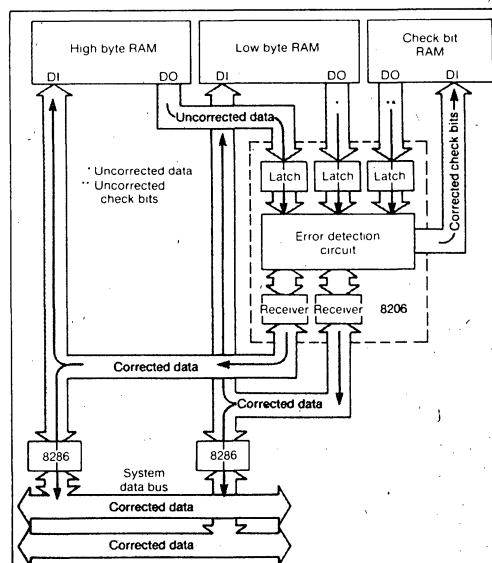 High byte RAM
Low byte RAM
Check bit
RAM
DI
DO
DI
DO
DO
DI
Uncorrected data
· Uncorrected data
·· Uncorrected
check bits
·
··
Latch
Latch
Latch
Corrected check bits
Error detection
circuit
Receiver
Receiver
8206
Corrected data
Corrected data
8286
8286
System
data bus
Corrected data
Corrected data